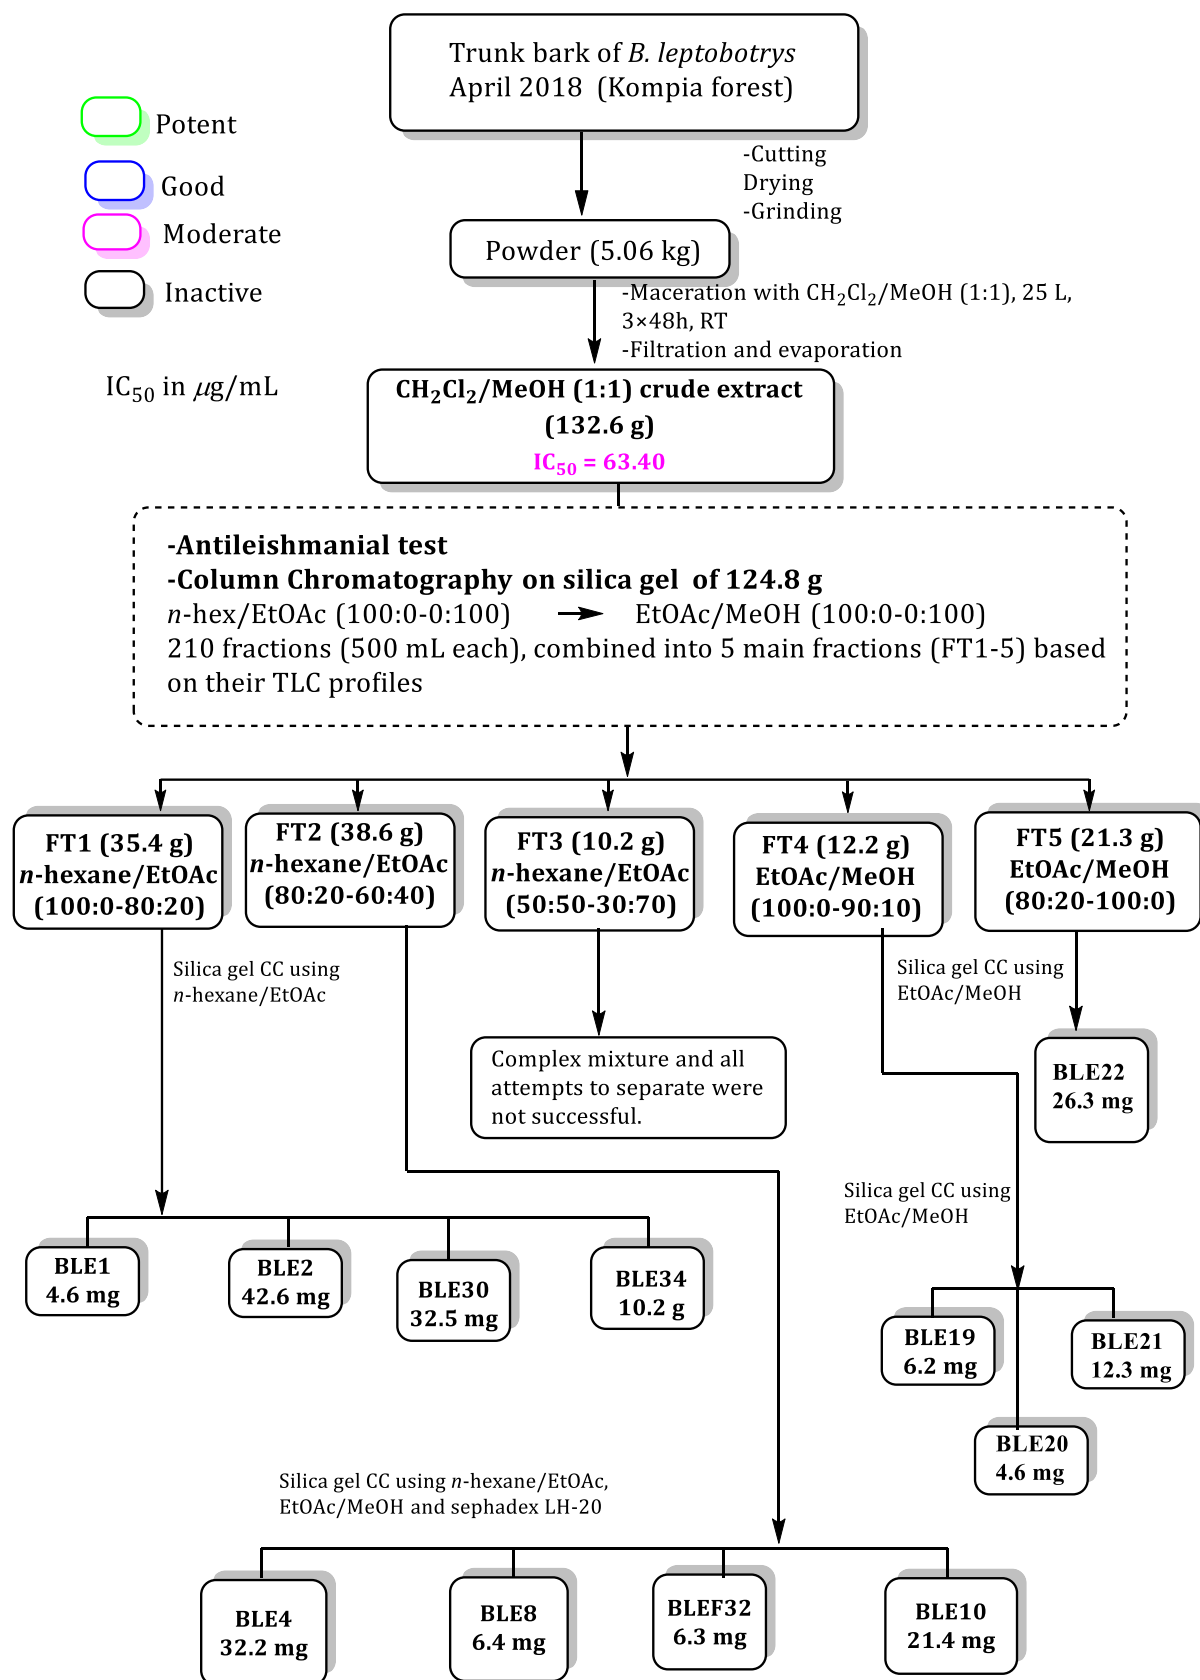 Trunk bark of B. leptobotrys
April 2018  (Kompia forest)
Potent
Good
Moderate
Inactive
IC50 in μg/mL
-Cutting
Drying
-Grinding
Powder (5.06 kg)
-Maceration with CH2Cl2/MeOH (1:1), 25 L,
3×48h, RT
-Filtration and evaporation
CH2Cl2/MeOH (1:1) crude extract
(132.6 g)
IC50 = 63.40
-Antileishmanial test
-Column Chromatography on silica gel  of 124.8 g
n-hex/EtOAc (100:0-0:100) → EtOAc/MeOH (100:0-0:100)
210 fractions (500 mL each), combined into 5 main fractions (FT1-5) based
on their TLC profiles
FT1 (35.4 g)
n-hexane/EtOAc
(100:0-80:20)
FT2 (38.6 g)
n-hexane/EtOAc
(80:20-60:40)
FT3 (10.2 g)
n-hexane/EtOAc
(50:50-30:70)
FT4 (12.2 g)
EtOAc/MeOH
(100:0-90:10)
FT5 (21.3 g)
EtOAc/MeOH
(80:20-100:0)
Silica gel CC using
n-hexane/EtOAc
Silica gel CC using
EtOAc/MeOH
Complex mixture and all
attempts to separate were
not successful.
BLE22
26.3 mg
Silica gel CC using
EtOAc/MeOH
BLE1
4.6 mg
BLE2
42.6 mg
BLE30
32.5 mg
BLE34
10.2 g
BLE19
6.2 mg
BLE21
12.3 mg
BLE20
4.6 mg
Silica gel CC using n-hexane/EtOAc,
EtOAc/MeOH and sephadex LH-20
BLE4
32.2 mg
BLE8
6.4 mg
BLEF32
6.3 mg
BLE10
21.4 mg